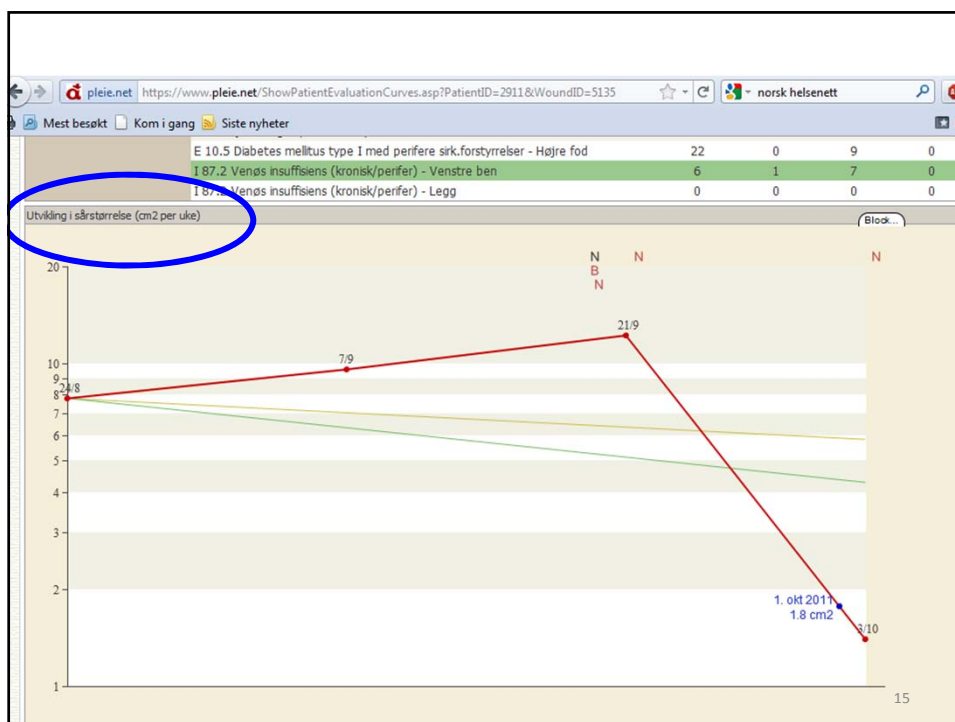 pleie.net https://www.pleie.net/ShowPatientEvaluationCurves.asp?PatientID=2911&WoundID=5135 norsk helsenett
Mest besøkt Kom i gang Siste nyheter
E 10.5 Diabetes mellitus type I med perifere sirk.forstyrrelser - Højre fod 22 0 9 0
I 87.2 Venøs insuffisiens (kronisk/perifer) - Venstre ben 6 1 7 0
I 87.2 Venøs insuffisiens (kronisk/perifer) - Legg 0 0 0 0
Utvikling i sårstørrelse (cm2 per uke)
Block...
N N N
B
N
20
21/9
7/9
10
9
24/8
8
7
6
5
4
3
2
1. okt 2011
1.8 cm2
3/10
1
15